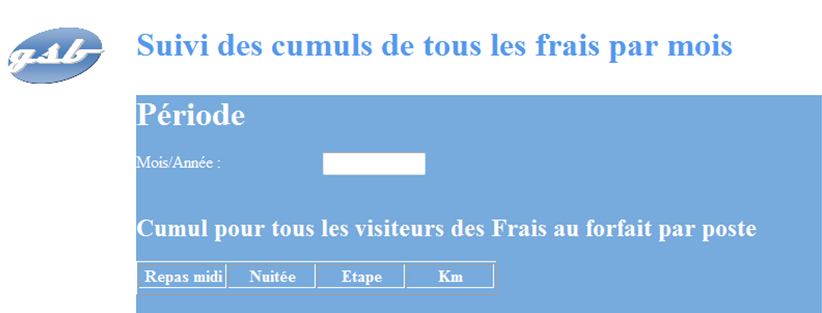 gsb
Suivi des cumuls de tous les frais par mois
Période
Mois/Année :
Cumul pour tous les visiteurs des Frais au forfait par poste
Repas midi Nuitée Etape Km